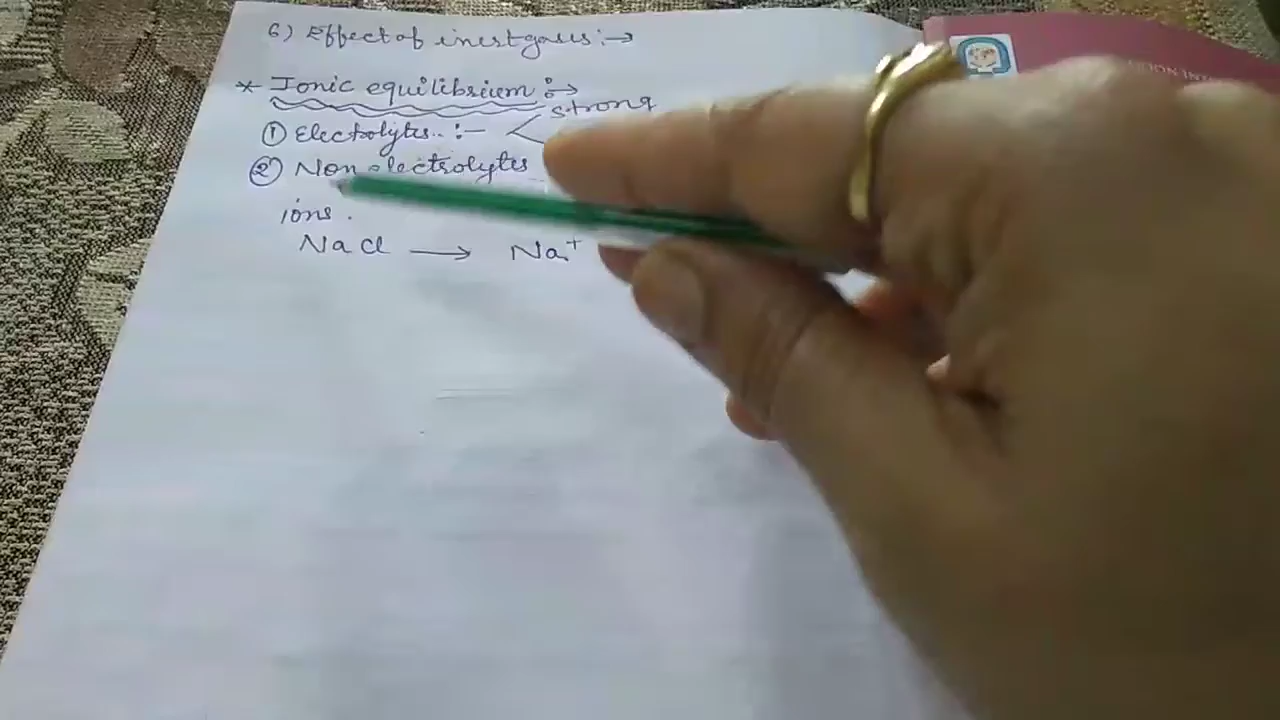 6) Effect of inert gases :→
* Ionic equilibrium :→
① Electrolytes.. :- < strong
② Non electrolytes
ions.
NaCl → Na+